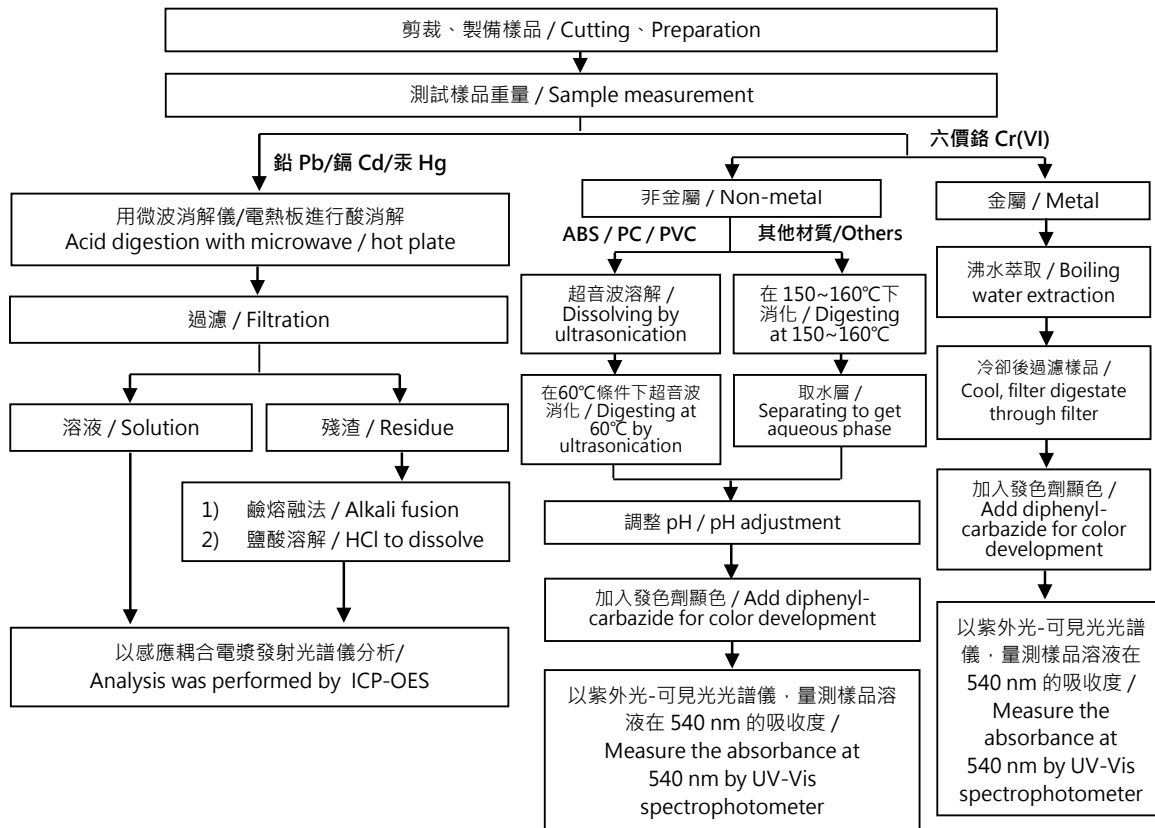 剪裁、製備樣品 / Cutting、Preparation
測試樣品重量 / Sample measurement
鉛 Pb/鎘 Cd/汞 Hg
六價鉻 Cr(VI)
用微波消解儀/電熱板進行酸消解
Acid digestion with microwave / hot plate
過濾 / Filtration
溶液 / Solution
殘渣 / Residue
1) 鹼熔融法 / Alkali fusion
2) 鹽酸溶解 / HCl to dissolve
以感應耦合電漿發射光譜儀分析/
Analysis was performed by ICP-OES
非金屬 / Non-metal
ABS / PC / PVC
其他材質/Others
超音波溶解 /
Dissolving by
ultrasonication
在60℃條件下超音波
消化 / Digesting at
60℃ by
ultrasonication
在 150~160℃下
消化 / Digesting
at 150~160℃
取水層 /
Separating to get
aqueous phase
調整 pH / pH adjustment
加入發色劑顯色 / Add diphenyl-
carbazide for color development
以紫外光-可見光光譜儀，量測樣品溶
液在 540 nm 的吸收度 /
Measure the absorbance at
540 nm by UV-Vis
spectrophotometer
金屬 / Metal
沸水萃取 / Boiling
water extraction
冷卻後過濾樣品 /
Cool, filter digestate
through filter
加入發色劑顯色 /
Add diphenyl-
carbazide for color
development
以紫外光-可見光光譜
儀，量測樣品溶液在
540 nm 的吸收度 /
Measure the
absorbance at
540 nm by UV-Vis
spectrophotometer